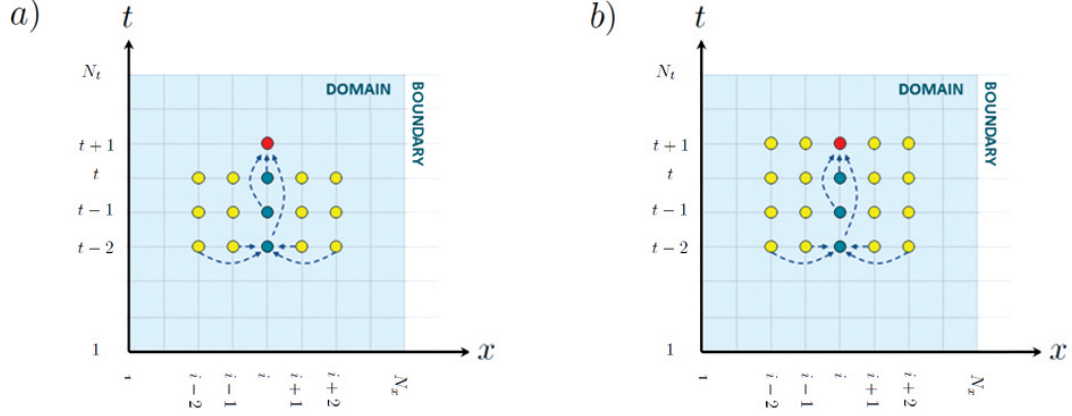 a)
t
N_t
DOMAIN
BOUNDARY
t + 1
t
t − 1
t − 2
1
x
1
i − 2
i − 1
i
i + 1
i + 2
N_x
b)
t
N_t
DOMAIN
BOUNDARY
t + 1
t
t − 1
t − 2
1
x
1
i − 2
i − 1
i
i + 1
i + 2
N_x